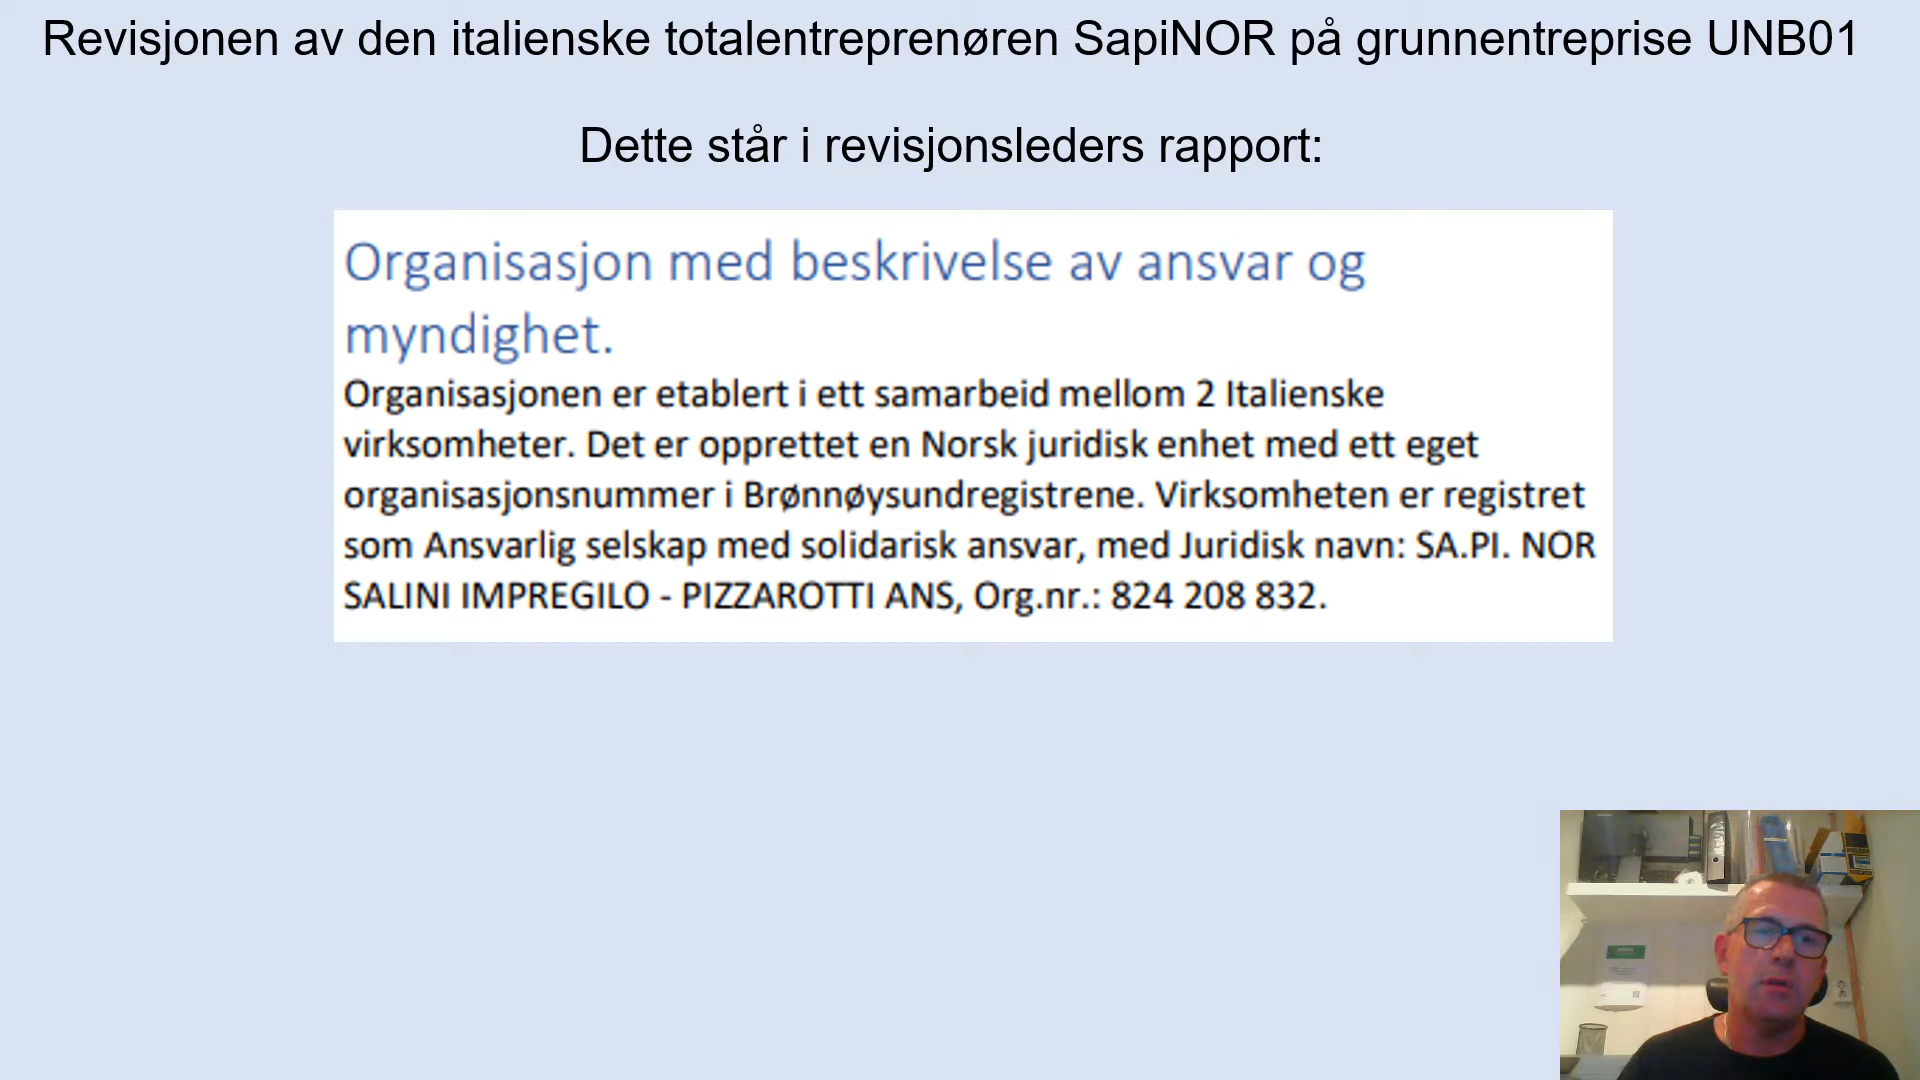 Revisjonen av den italienske totalentreprenøren SapiNOR på grunnentreprise UNB01
Dette står i revisjonsleders rapport:
Organisasjon med beskrivelse av ansvar og
myndighet.
Organisasjonen er etablert i ett samarbeid mellom 2 Italienske
virksomheter. Det er opprettet en Norsk juridisk enhet med ett eget
organisasjonsnummer i Brønnøysundregistrene. Virksomheten er registret
som Ansvarlig selskap med solidarisk ansvar, med Juridisk navn: SA.PI. NOR
SALINI IMPREGILO - PIZZAROTTI ANS, Org.nr.: 824 208 832.